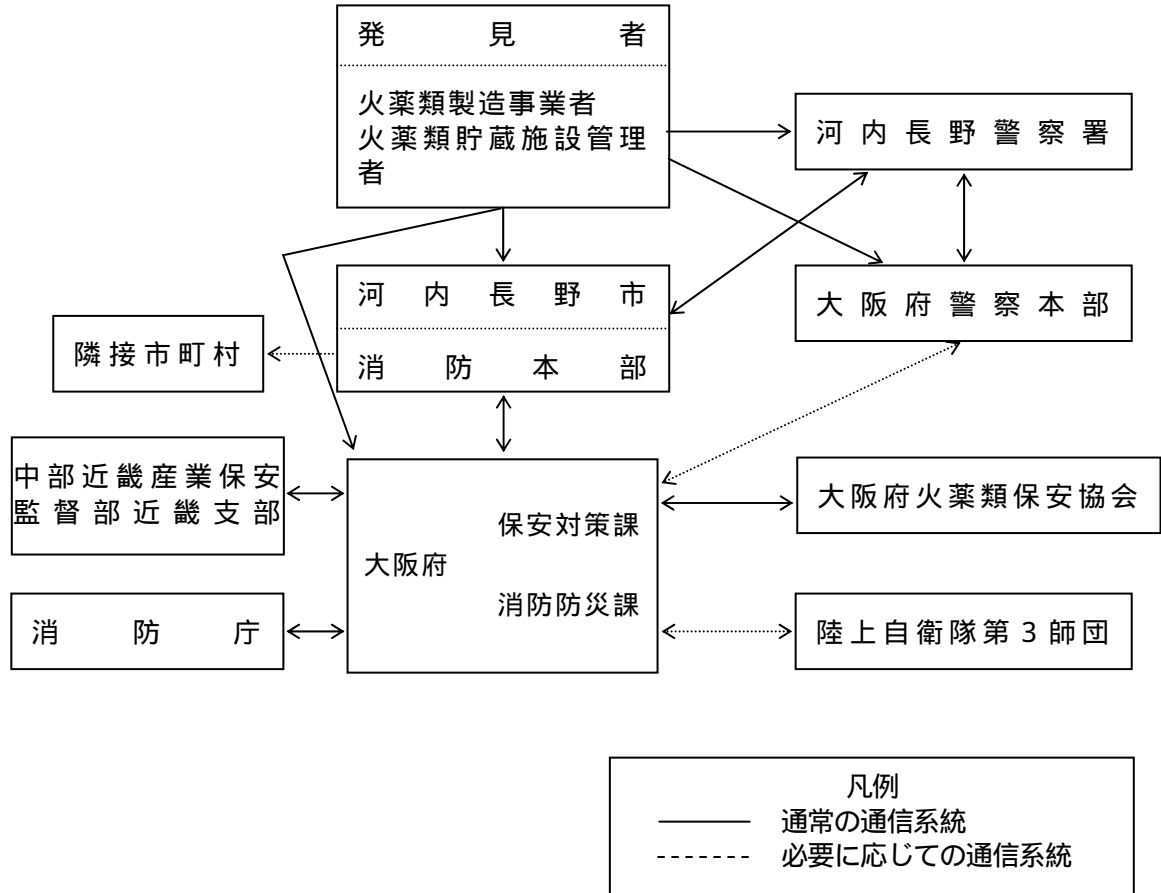 発見者
火薬類製造事業者
火薬類貯蔵施設管理
者
河内長野警察署
河内長野市
消防本部
大阪府警察本部
隣接市町村
中部近畿産業保安
監督部近畿支部
大阪府
保安対策課
消防防災課
大阪府火薬類保安協会
消防庁
陸上自衛隊第3師団
凡例
通常の通信系統
必要に応じての通信系統